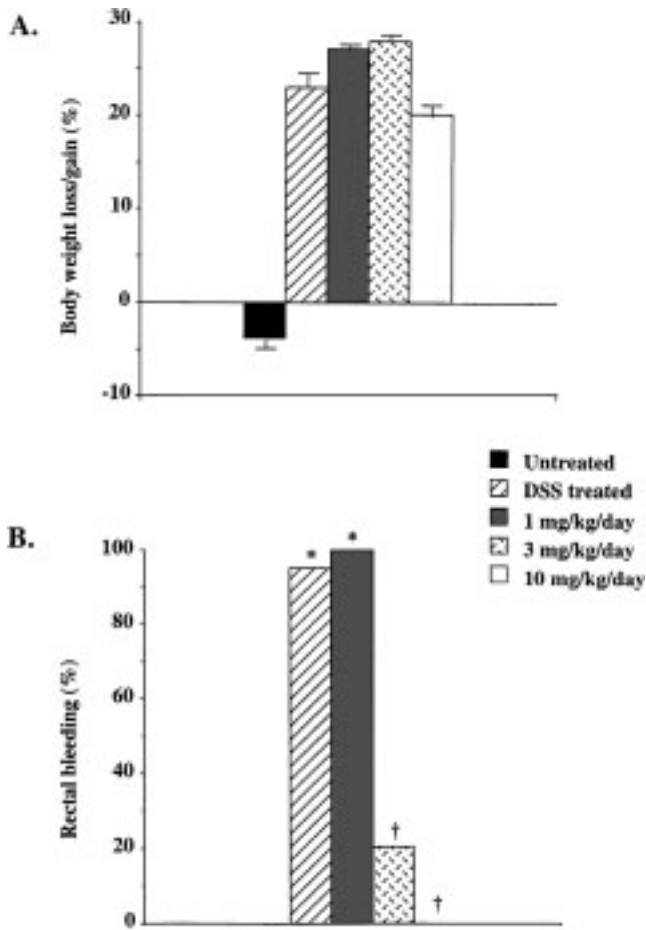 A.
Body weight loss/gain (%)
30
20
10
0
-10
Untreated
DSS treated
1 mg/kg/day
3 mg/kg/day
10 mg/kg/day
B.
Rectal bleeding (%)
100
80
60
40
20
0
* *
†
†